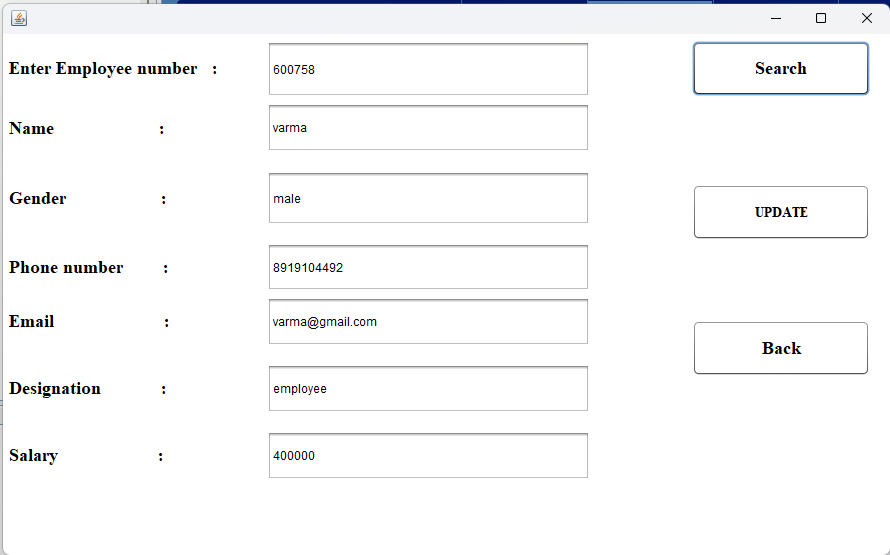 Enter Employee number : 600758 Search
Name : varma
Gender : male
UPDATE
Phone number : 8919104492
Email : varma@gmail.com
Back
Designation : employee
Salary : 400000